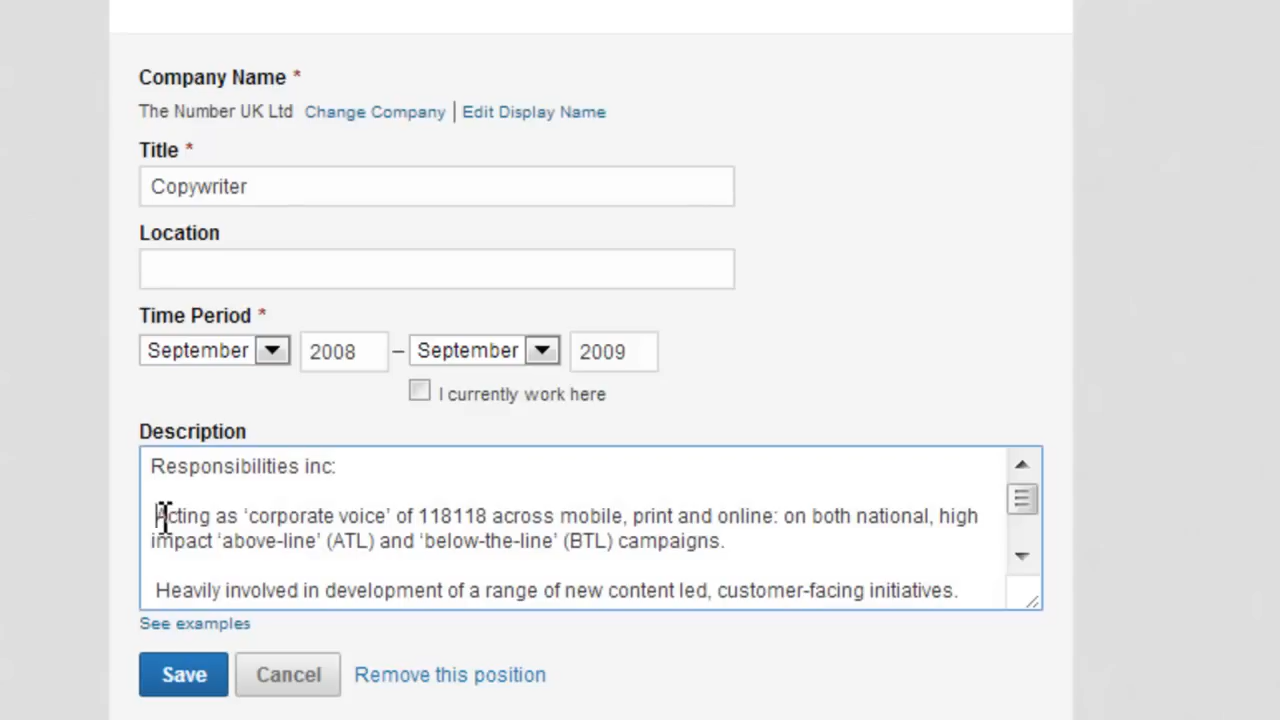 Company Name *
The Number UK Ltd Change Company | Edit Display Name
Title *
Copywriter
Location
Time Period *
September 2008 – September 2009
I currently work here
Description
Responsibilities inc:
Acting as ‘corporate voice’ of 118118 across mobile, print and online: on both national, high
impact ‘above-line’ (ATL) and ‘below-the-line’ (BTL) campaigns.
Heavily involved in development of a range of new content led, customer-facing initiatives.
See examples
Save Cancel Remove this position